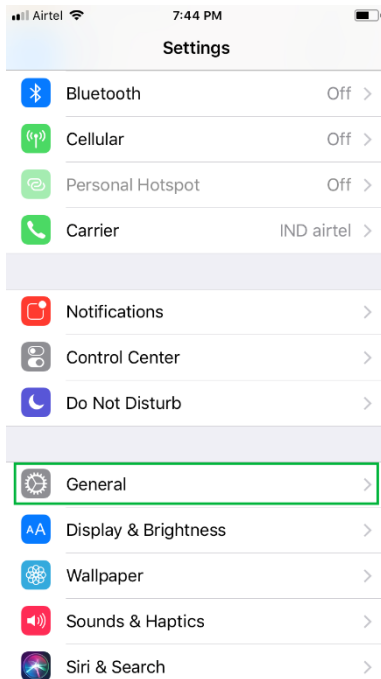 Airtel 7:44 PM
Settings
Bluetooth Off
Cellular Off
Personal Hotspot Off
Carrier IND airtel
Notifications
Control Center
Do Not Disturb
General
AA Display & Brightness
Wallpaper
Sounds & Haptics
Siri & Search